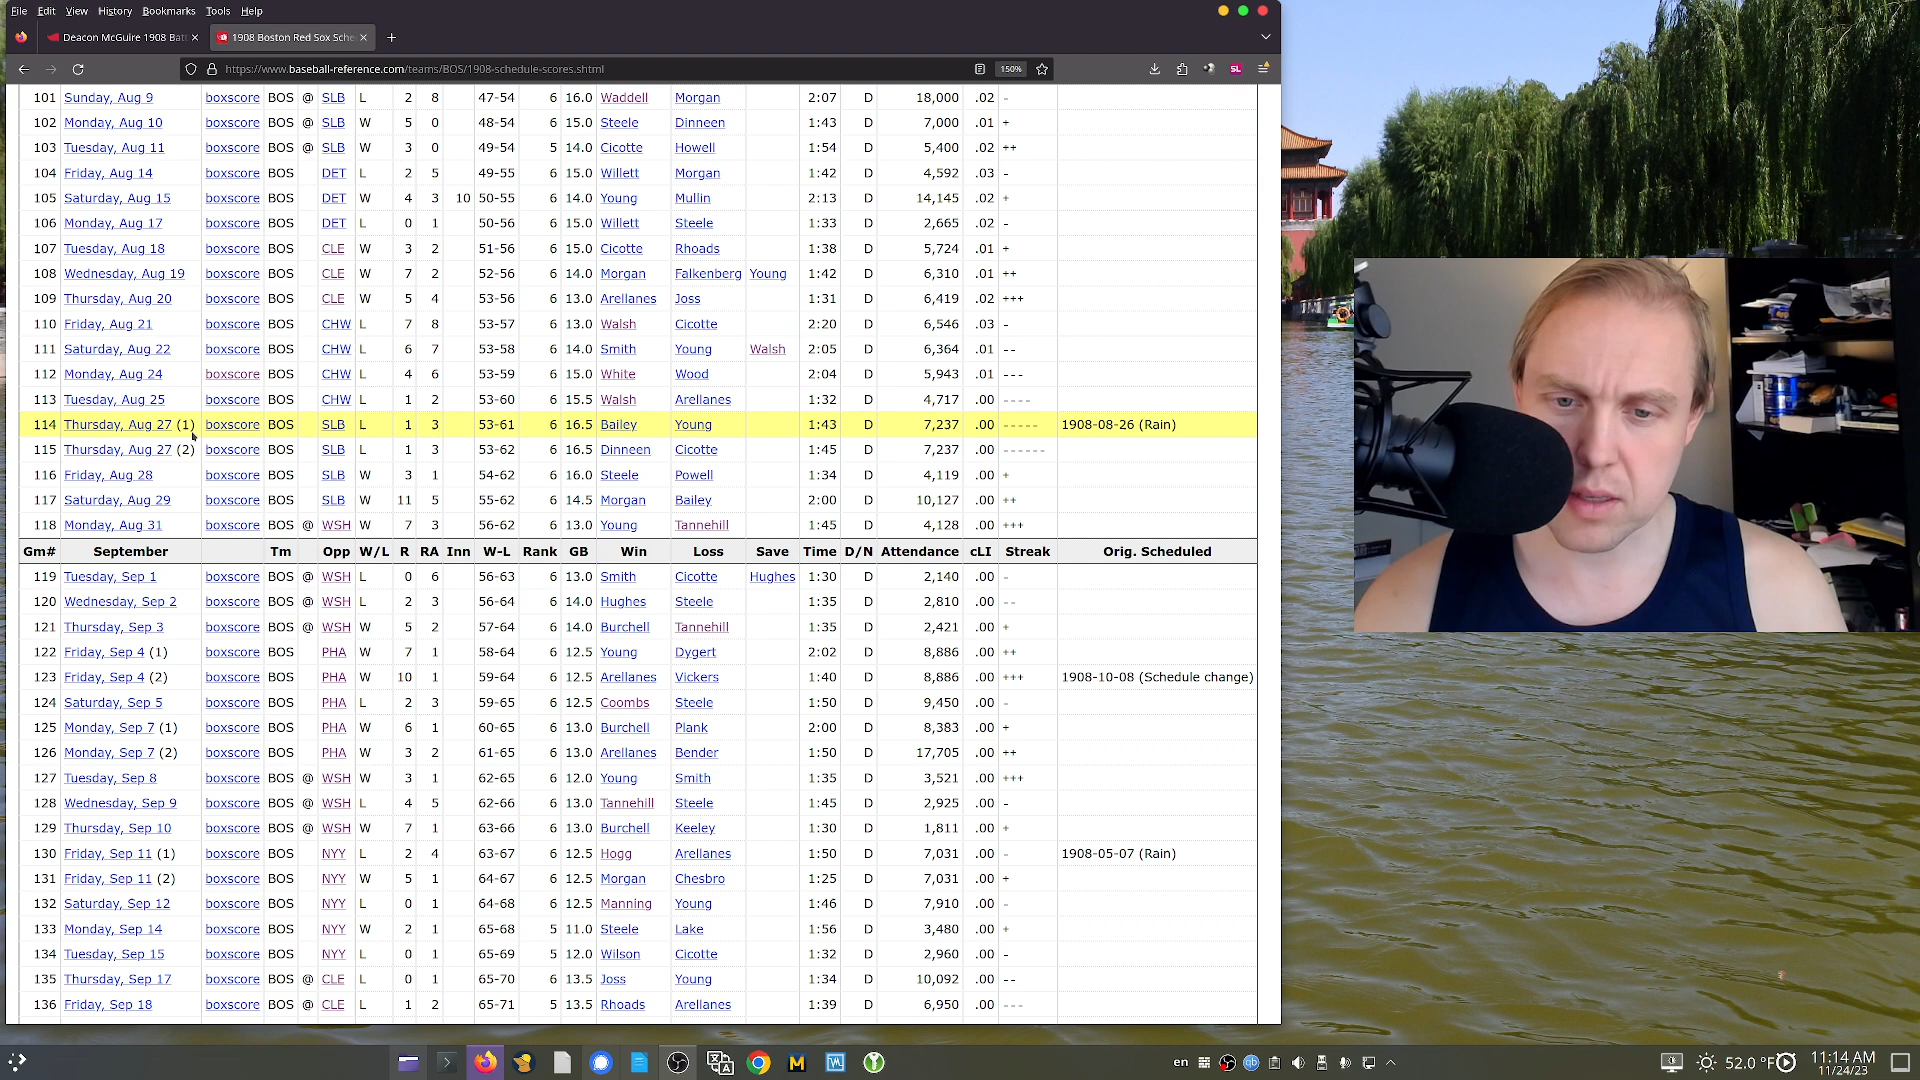 File Edit View History Bookmarks Tools Help
Deacon McGuire 1908 Bat × 1908 Boston Red Sox Sche × +
https://www.baseball-reference.com/teams/BOS/1908-schedule-scores.shtml 150% SL
101 Sunday, Aug 9 boxscore BOS @ SLB L 2 8 47-54 6 16.0 Waddell Morgan 2:07 D 18,000 .02 -
102 Monday, Aug 10 boxscore BOS @ SLB W 5 0 48-54 6 15.0 Steele Dinneen 1:43 D 7,000 .01 +
103 Tuesday, Aug 11 boxscore BOS @ SLB W 3 0 49-54 5 14.0 Cicotte Howell 1:54 D 5,400 .02 ++
104 Friday, Aug 14 boxscore BOS DET L 2 5 49-55 6 15.0 Willett Morgan 1:42 D 4,592 .03 -
105 Saturday, Aug 15 boxscore BOS DET W 4 3 10 50-55 6 14.0 Young Mullin 2:13 D 14,145 .02 +
106 Monday, Aug 17 boxscore BOS DET L 0 1 50-56 6 15.0 Willett Steele 1:33 D 2,665 .02 -
107 Tuesday, Aug 18 boxscore BOS CLE W 3 2 51-56 6 15.0 Cicotte Rhoads 1:38 D 5,724 .01 +
108 Wednesday, Aug 19 boxscore BOS CLE W 7 2 52-56 6 14.0 Morgan Falkenberg Young 1:42 D 6,310 .01 ++
109 Thursday, Aug 20 boxscore BOS CLE W 5 4 53-56 6 13.0 Arellanes Joss 1:31 D 6,419 .02 +++
110 Friday, Aug 21 boxscore BOS CHW L 7 8 53-57 6 13.0 Walsh Cicotte 2:20 D 6,546 .03 -
111 Saturday, Aug 22 boxscore BOS CHW L 6 7 53-58 6 14.0 Smith Young Walsh 2:05 D 6,364 .01 --
112 Monday, Aug 24 boxscore BOS CHW L 4 6 53-59 6 15.0 White Wood 2:04 D 5,943 .01 ---
113 Tuesday, Aug 25 boxscore BOS CHW L 1 2 53-60 6 15.5 Walsh Arellanes 1:32 D 4,717 .00 ----
114 Thursday, Aug 27 (1) boxscore BOS SLB L 1 3 53-61 6 16.5 Bailey Young 1:43 D 7,237 .00 ----- 1908-08-26 (Rain)
115 Thursday, Aug 27 (2) boxscore BOS SLB L 1 3 53-62 6 16.5 Dinneen Cicotte 1:45 D 7,237 .00 ------
116 Friday, Aug 28 boxscore BOS SLB W 3 1 54-62 6 16.0 Steele Powell 1:34 D 4,119 .00 +
117 Saturday, Aug 29 boxscore BOS SLB W 11 5 55-62 6 14.5 Morgan Bailey 2:00 D 10,127 .00 ++
118 Monday, Aug 31 boxscore BOS @ WSH W 7 3 56-62 6 13.0 Young Tannehill 1:45 D 4,128 .00 +++
Gm# September Tm Opp W/L R RA Inn W-L Rank GB Win Loss Save Time D/N Attendance cLI Streak Orig. Scheduled
119 Tuesday, Sep 1 boxscore BOS @ WSH L 0 6 56-63 6 13.0 Smith Cicotte Hughes 1:30 D 2,140 .00 -
120 Wednesday, Sep 2 boxscore BOS @ WSH L 2 3 56-64 6 14.0 Hughes Steele 1:35 D 2,810 .00 --
121 Thursday, Sep 3 boxscore BOS @ WSH W 5 2 57-64 6 14.0 Burchell Tannehill 1:35 D 2,421 .00 +
122 Friday, Sep 4 (1) boxscore BOS PHA W 7 1 58-64 6 12.5 Young Dygert 2:02 D 8,886 .00 ++
123 Friday, Sep 4 (2) boxscore BOS PHA W 10 1 59-64 6 12.5 Arellanes Vickers 1:40 D 8,886 .00 +++ 1908-10-08 (Schedule change)
124 Saturday, Sep 5 boxscore BOS PHA L 2 3 59-65 6 12.5 Coombs Steele 1:50 D 9,450 .00 -
125 Monday, Sep 7 (1) boxscore BOS PHA W 6 1 60-65 6 13.0 Burchell Plank 2:00 D 8,383 .00 +
126 Monday, Sep 7 (2) boxscore BOS PHA W 3 2 61-65 6 13.0 Arellanes Bender 1:50 D 17,705 .00 ++
127 Tuesday, Sep 8 boxscore BOS @ WSH W 3 1 62-65 6 12.0 Young Smith 1:35 D 3,521 .00 +++
128 Wednesday, Sep 9 boxscore BOS @ WSH L 4 5 62-66 6 13.0 Tannehill Steele 1:45 D 2,925 .00 -
129 Thursday, Sep 10 boxscore BOS @ WSH W 7 1 63-66 6 13.0 Burchell Keeley 1:30 D 1,811 .00 +
130 Friday, Sep 11 (1) boxscore BOS NYY L 2 4 63-67 6 12.5 Hogg Arellanes 1:50 D 7,031 .00 - 1908-05-07 (Rain)
131 Friday, Sep 11 (2) boxscore BOS NYY W 5 1 64-67 6 12.5 Morgan Chesbro 1:25 D 7,031 .00 +
132 Saturday, Sep 12 boxscore BOS NYY L 0 1 64-68 6 12.5 Manning Young 1:46 D 7,910 .00 -
133 Monday, Sep 14 boxscore BOS NYY W 2 1 65-68 5 11.0 Steele Lake 1:56 D 3,480 .00 +
134 Tuesday, Sep 15 boxscore BOS NYY L 0 1 65-69 5 12.0 Wilson Cicotte 1:32 D 2,960 .00 -
135 Thursday, Sep 17 boxscore BOS @ CLE L 0 1 65-70 6 13.5 Joss Young 1:34 D 10,092 .00 --
136 Friday, Sep 18 boxscore BOS @ CLE L 1 2 65-71 5 13.5 Rhoads Arellanes 1:39 D 6,950 .00 ---
en 52.0 °F 11:14 AM
11/24/23